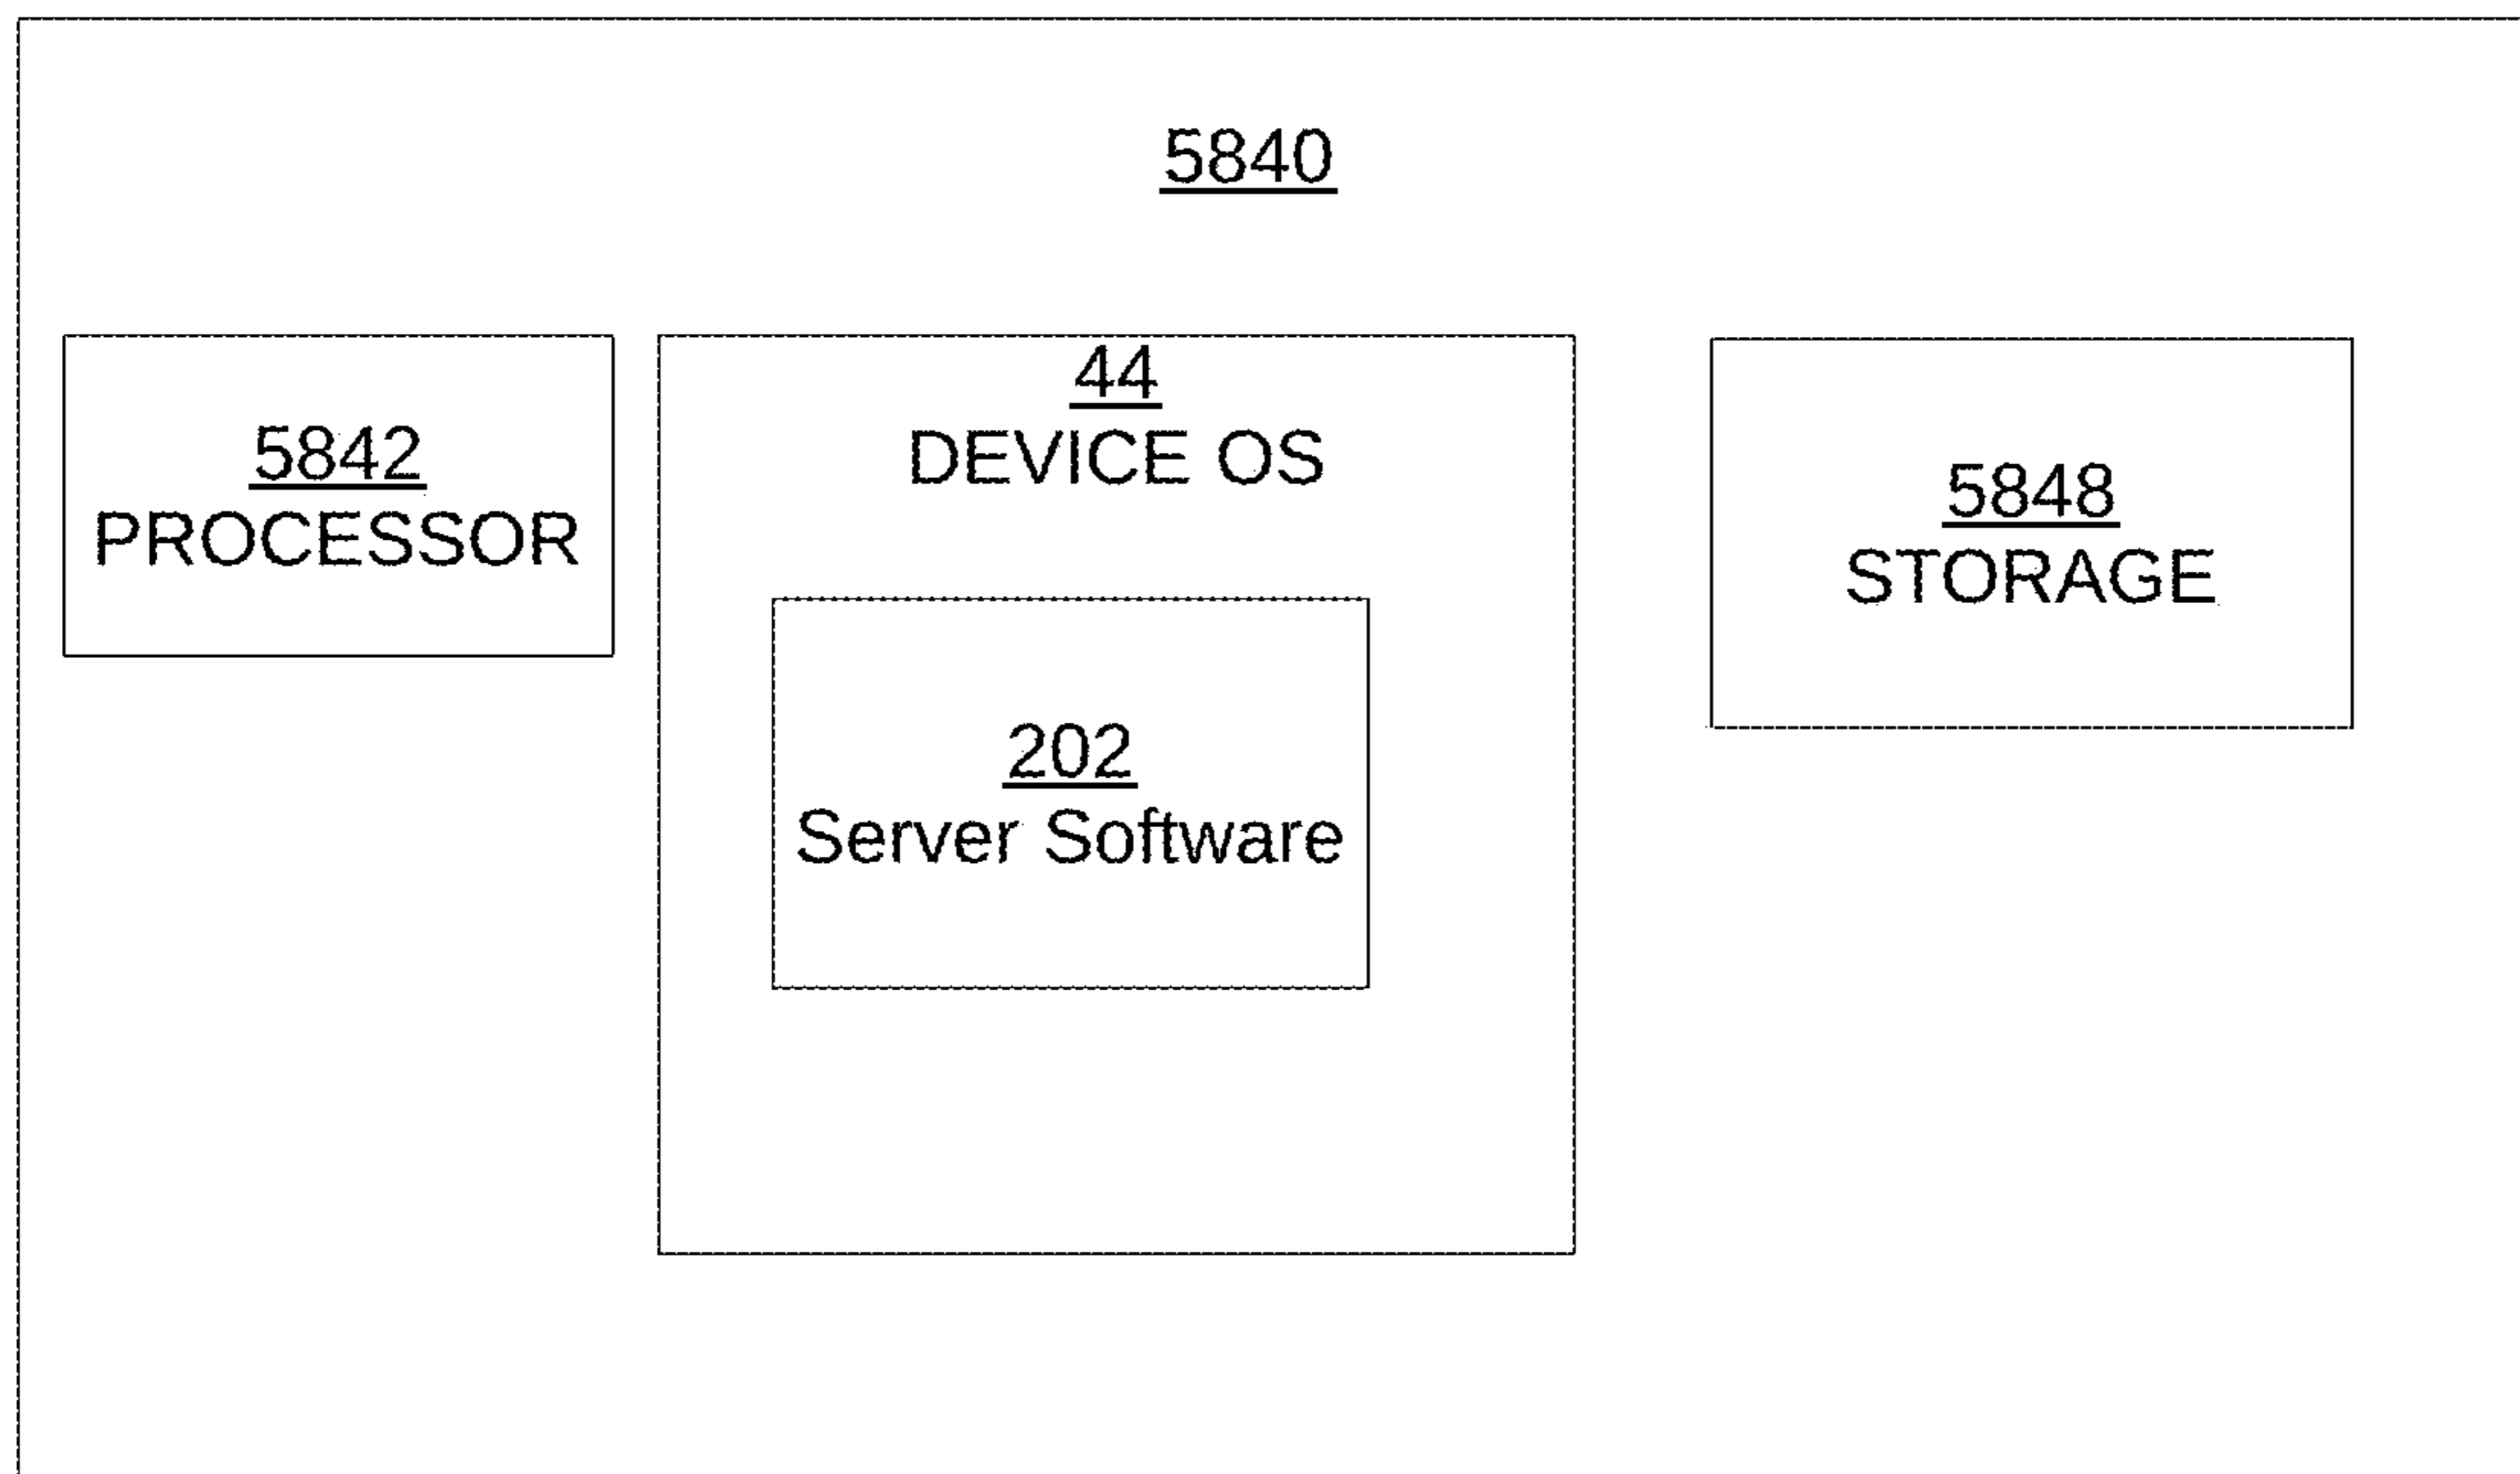 5840
5842
PROCESSOR
44
DEVICE OS
202
Server Software
5848
STORAGE